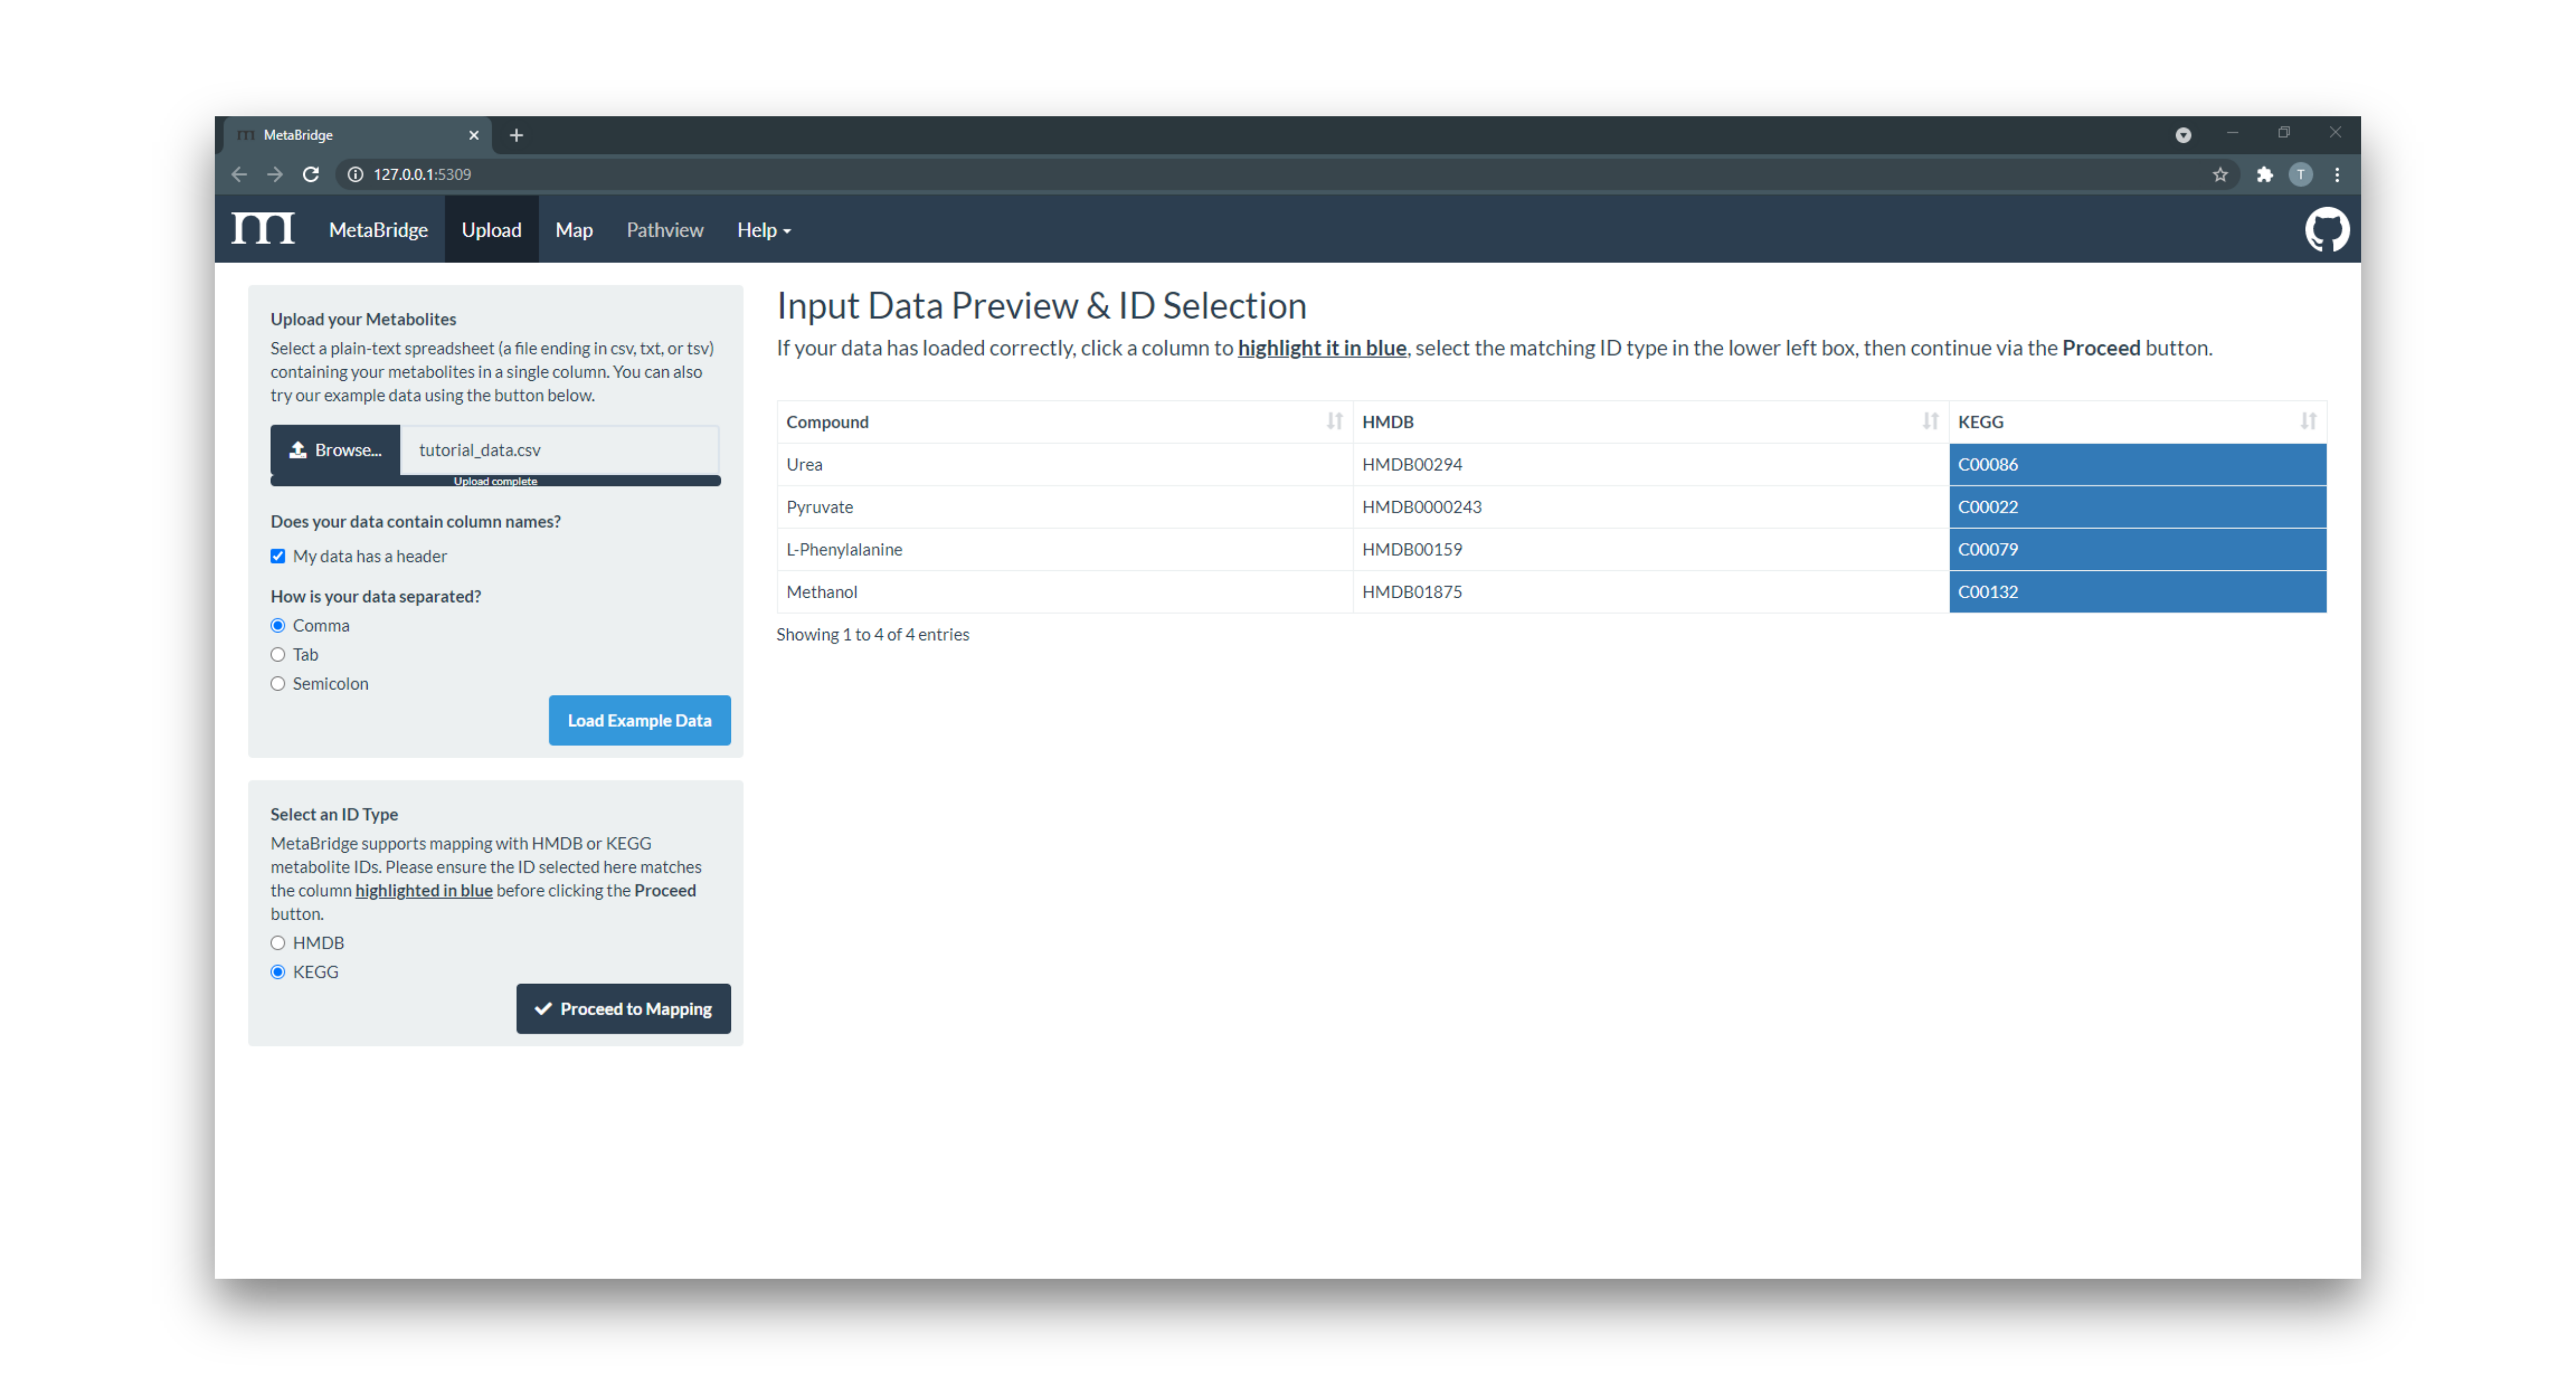 m MetaBridge
127.0.0.1:5309
T
m MetaBridge Upload Map Pathview Help
Upload your Metabolites
Select a plain-text spreadsheet (a file ending in csv, txt, or tsv)
containing your metabolites in a single column. You can also
try our example data using the button below.
Browse... tutorial_data.csv
Upload complete
Does your data contain column names?
My data has a header
How is your data separated?
Comma
Tab
Semicolon
Load Example Data
Select an ID Type
MetaBridge supports mapping with HMDB or KEGG
metabolite IDs. Please ensure the ID selected here matches
the column highlighted in blue before clicking the Proceed
button.
HMDB
KEGG
Proceed to Mapping
Input Data Preview & ID Selection
If your data has loaded correctly, click a column to highlight it in blue, select the matching ID type in the lower left box, then continue via the Proceed button.
Compound HMDB KEGG
Urea HMDB00294 C00086
Pyruvate HMDB0000243 C00022
L-Phenylalanine HMDB00159 C00079
Methanol HMDB01875 C00132
Showing 1 to 4 of 4 entries